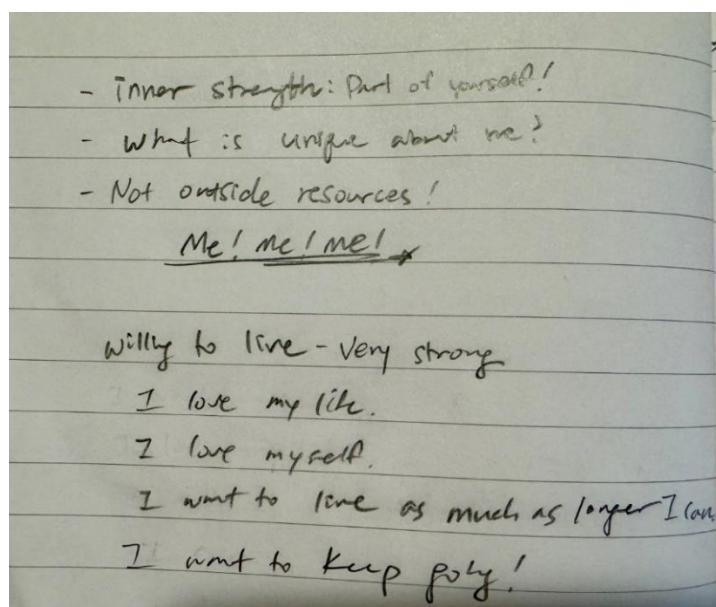 - inner strength: Part of yourself!
- What is unique about me?
- Not outside resources!
Me! me! me!
willing to live - very strong
I love my life.
I love myself.
I want to live as much as longer I can.
I want to keep going!